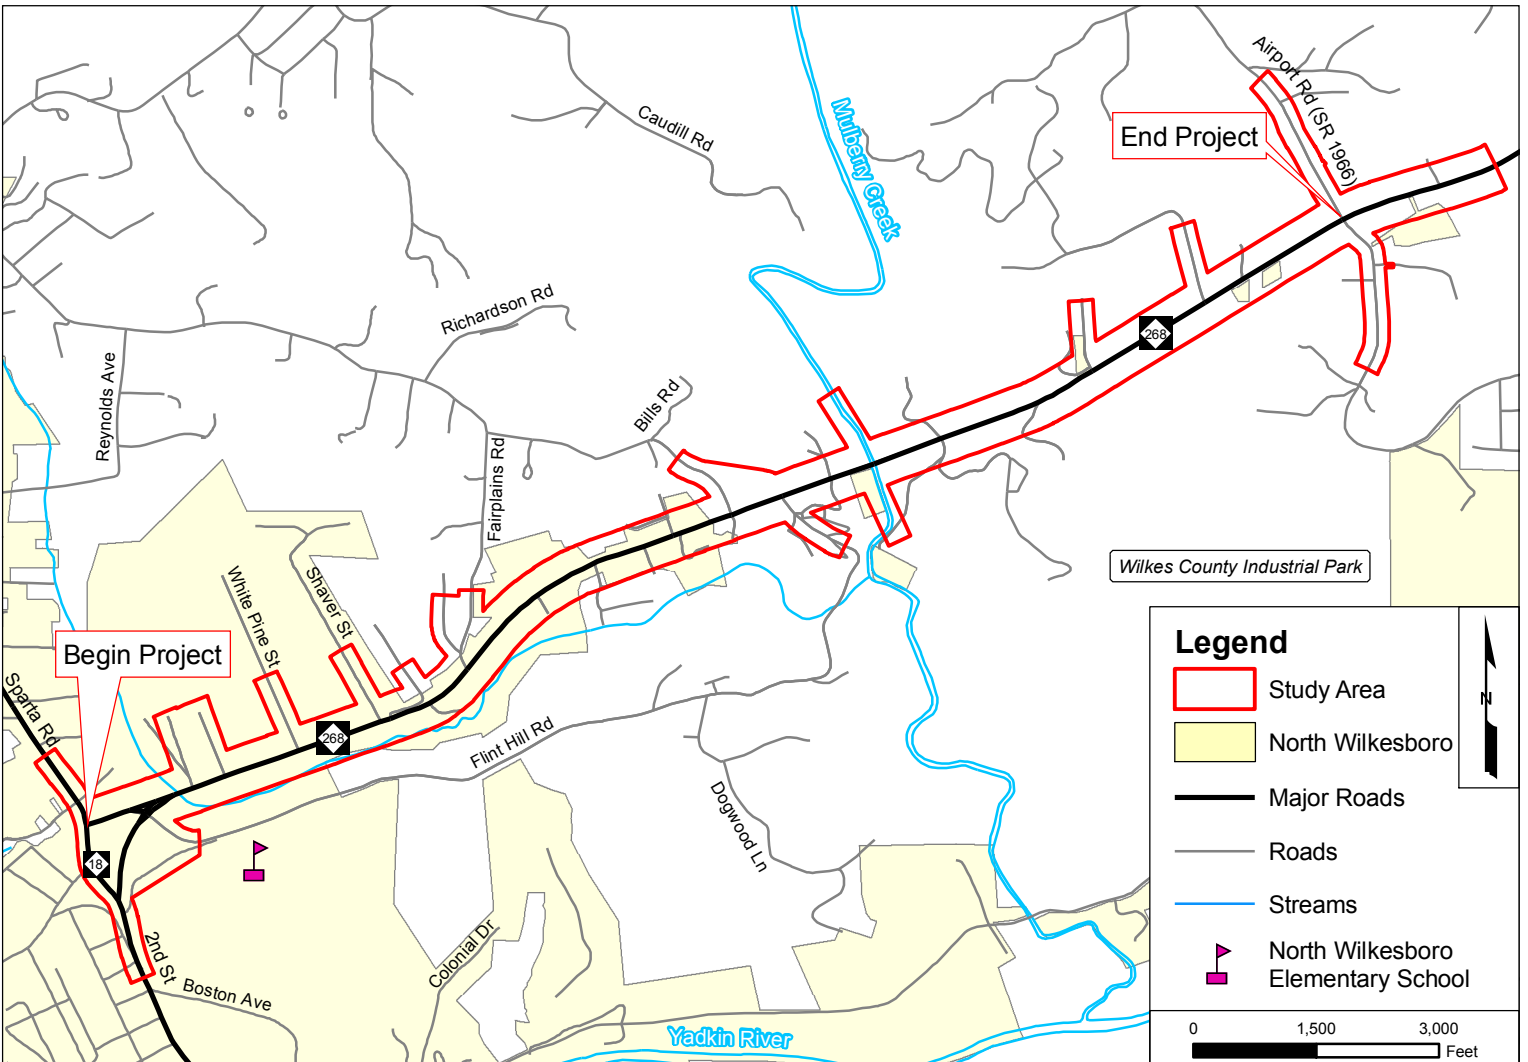 Airport Rd (SR 1966)
End Project
Caudill Rd
Mulberry Creek
Richardson Rd
268
Reynolds Ave
Bills Rd
Fairplains Rd
Wilkes County Industrial Park
White Pine St
Shaver St
Begin Project
Sparta Rd
268
Flint Hill Rd
Dogwood Ln
18
2nd St
Boston Ave
Colonial Dr
Yadkin River
Legend
Study Area
North Wilkesboro
Major Roads
Roads
Streams
North Wilkesboro
Elementary School
N
0 1,500 3,000
Feet